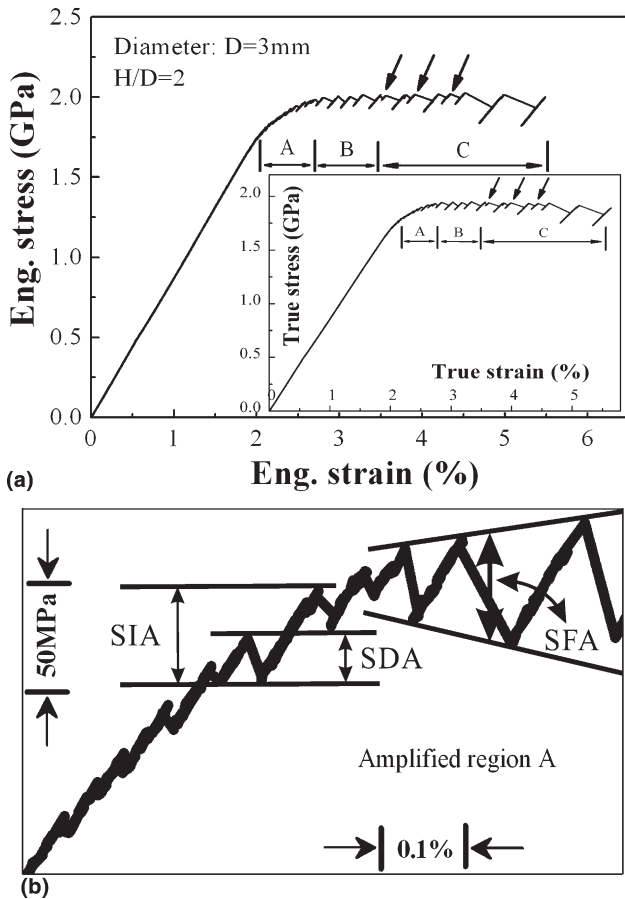 2.5
Diameter: D=3mm
H/D=2
2.0
1.5
1.0
0.5
0.0
Eng. stress (GPa)
A
B
C
2.0
1.5
1.0
0.5
0.0
True stress (GPa)
A
B
C
True strain (%)
0
1
2
3
4
5
0
1
2
3
4
5
6
Eng. strain (%)
(a)
50MPa
SIA
SDA
SFA
Amplified region A
0.1%
(b)